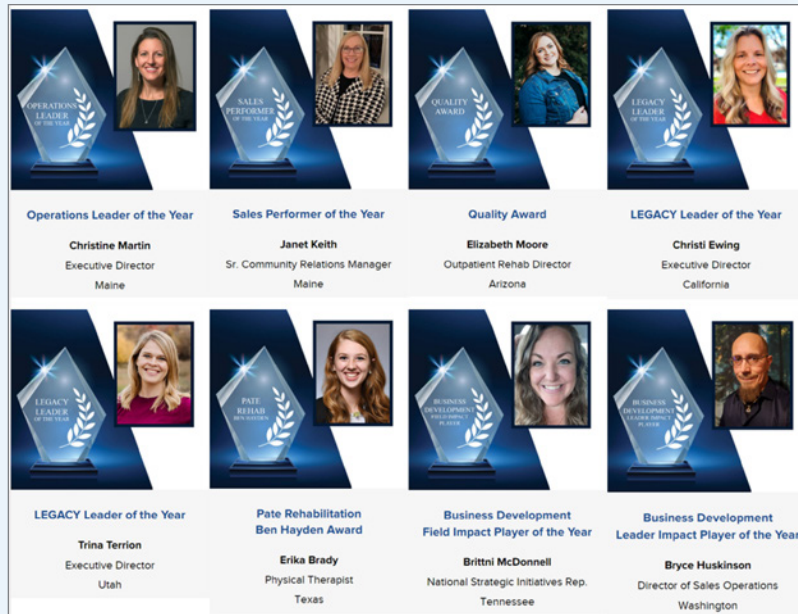 OPERATIONS
LEADER
OF THE YEAR
SALES
PERFORMER
OF THE YEAR
QUALITY
AWARD
LEGACY
LEADER
OF THE YEAR
Operations Leader of the Year
Christine Martin
Executive Director
Maine
Sales Performer of the Year
Janet Keith
Sr. Community Relations Manager
Maine
Quality Award
Elizabeth Moore
Outpatient Rehab Director
Arizona
LEGACY Leader of the Year
Christi Ewing
Executive Director
California
LEGACY
LEADER
OF THE YEAR
PATE
REHAB
BEN HAYDEN
BUSINESS
DEVELOPMENT
FIELD IMPACT
PLAYER
BUSINESS
DEVELOPMENT
LEADER IMPACT
PLAYER
LEGACY Leader of the Year
Trina Terrion
Executive Director
Utah
Pate Rehabilitation
Ben Hayden Award
Erika Brady
Physical Therapist
Texas
Business Development
Field Impact Player of the Year
Brittni McDonnell
National Strategic Initiatives Rep.
Tennessee
Business Development
Leader Impact Player of the Year
Bryce Huskinson
Director of Sales Operations
Washington